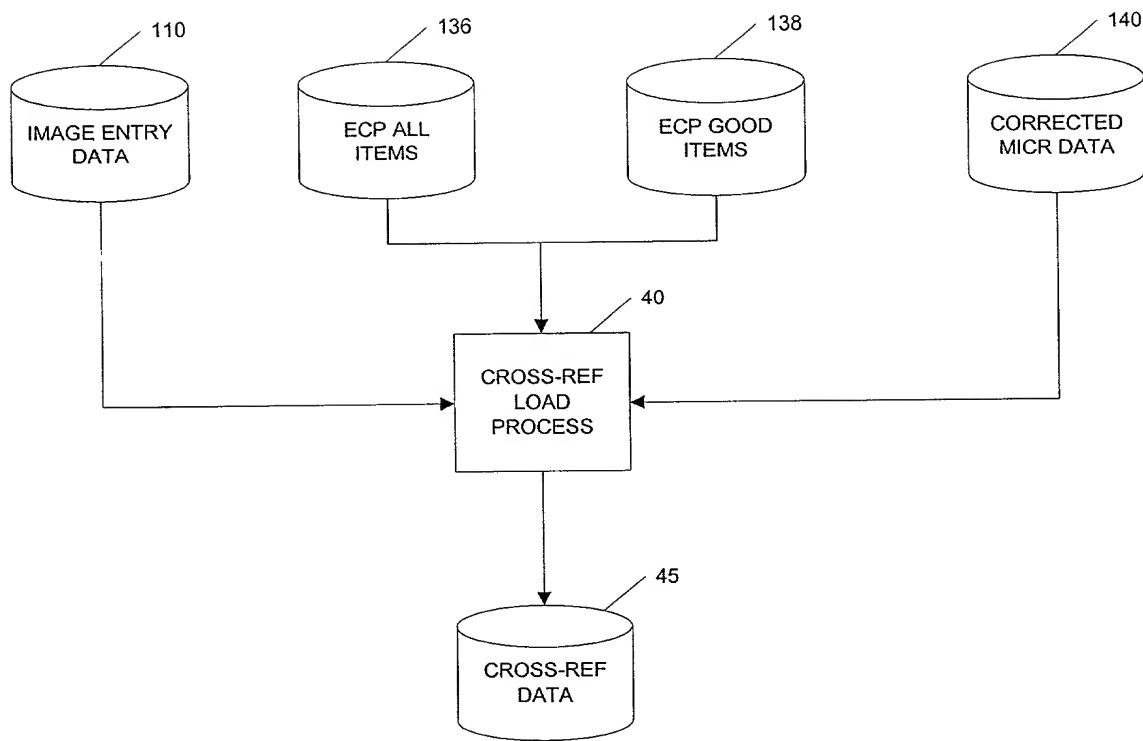 110
136
138
140
IMAGE ENTRY
DATA
ECP ALL
ITEMS
ECP GOOD
ITEMS
CORRECTED
MICR DATA
40
CROSS-REF
LOAD
PROCESS
45
CROSS-REF
DATA